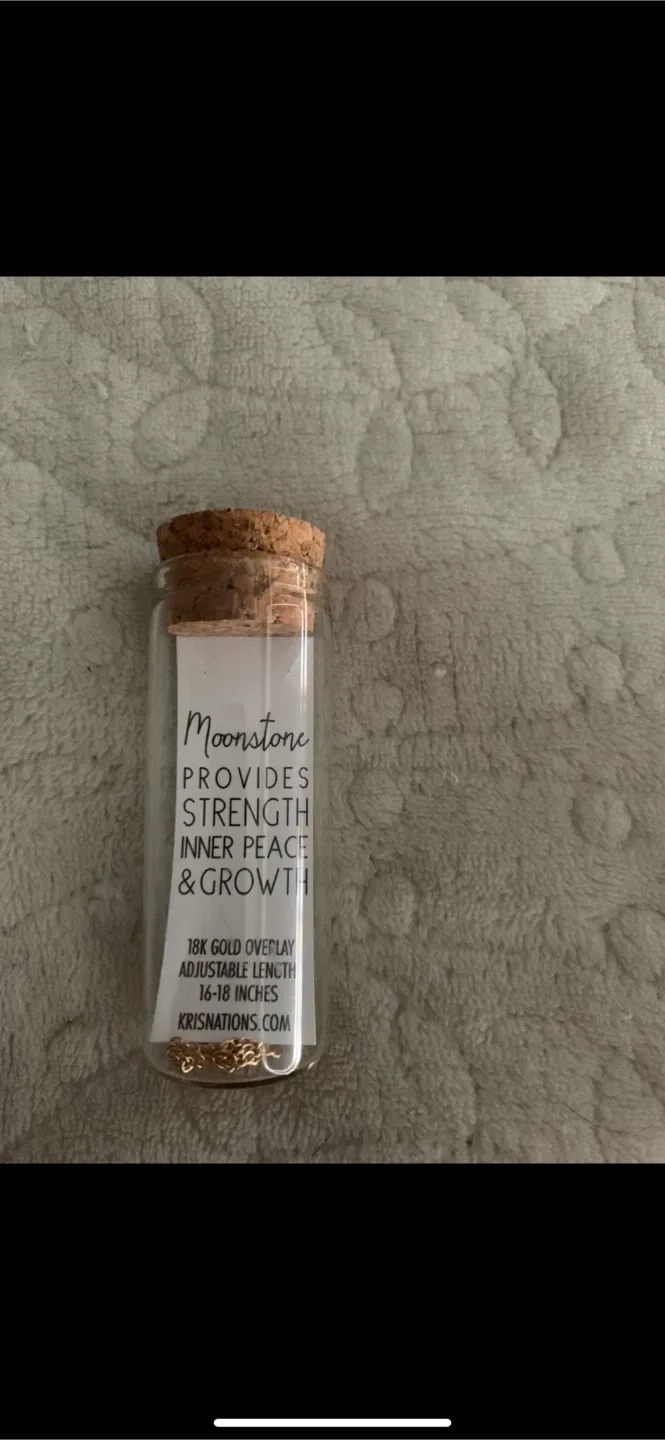 Moonstone
PROVIDES
STRENGTH
INNER PEACE
&GROWTH
18K GOLD OVERLAY
ADJUSTABLE LENGTH
16-18 INCHES
KRISNATIONS.COM